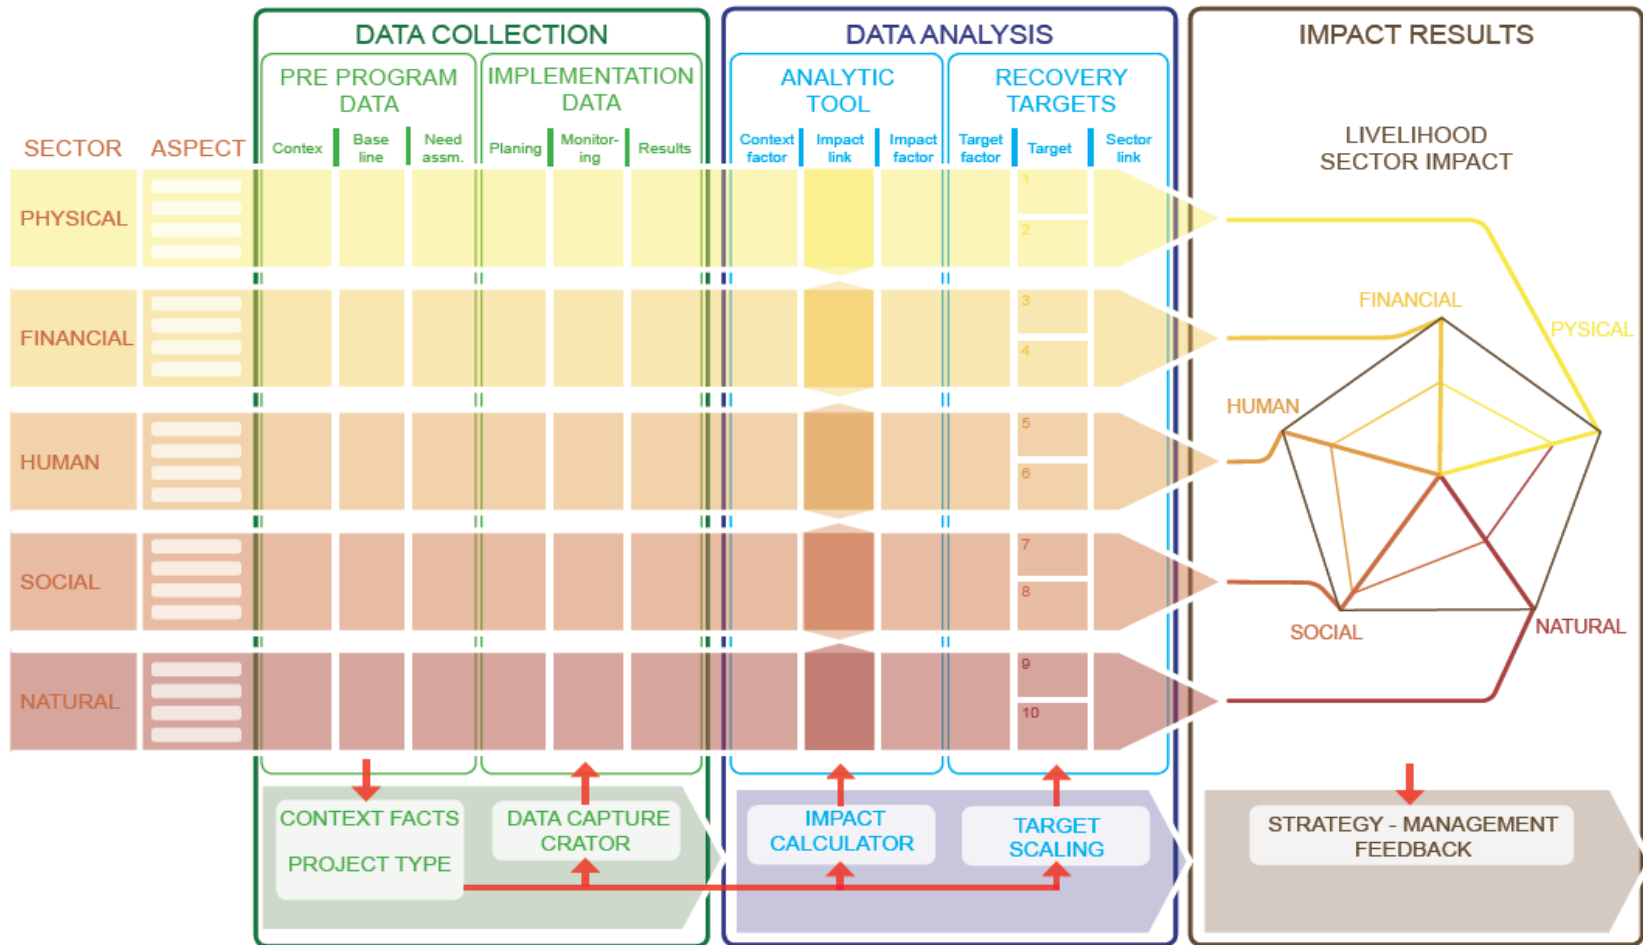 DATA COLLECTION
DATA ANALYSIS
IMPACT RESULTS
PRE PROGRAM
DATA
IMPLEMENTATION
DATA
ANALYTIC
TOOL
RECOVERY
TARGETS
SECTOR
ASPECT
Contex
Base
line
Need
assm.
Planing
Monitor-
ing
Results
Context
factor
Impact
link
Impact
factor
Target
factor
Target
Sector
link
LIVELIHOOD
SECTOR IMPACT
PHYSICAL
1
2
FINANCIAL
3
4
HUMAN
5
6
SOCIAL
7
8
NATURAL
9
10
FINANCIAL
PYSICAL
HUMAN
SOCIAL
NATURAL
CONTEXT FACTS
PROJECT TYPE
DATA CAPTURE
CRATOR
IMPACT
CALCULATOR
TARGET
SCALING
STRATEGY - MANAGEMENT
FEEDBACK